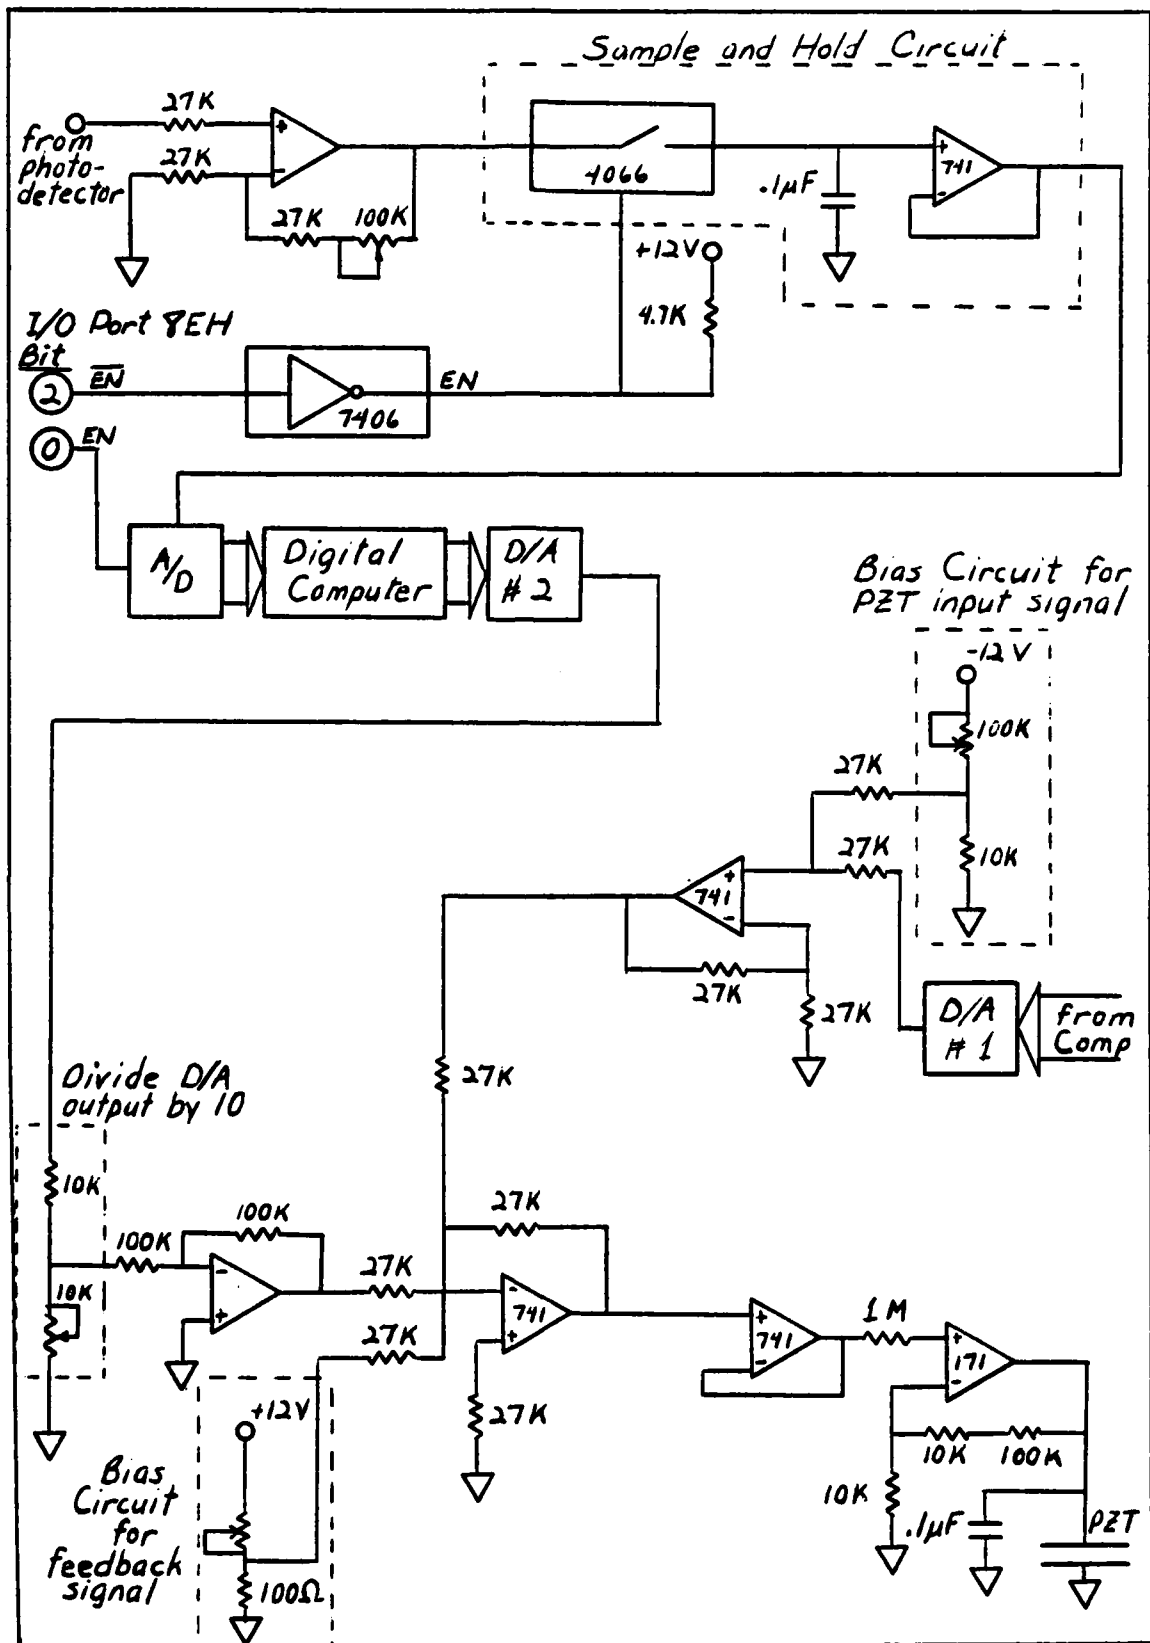 Sample and Hold Circuit
27K
+
from
photo-
detector
27K
-
27K
100K
4066
.1µF
+
741
-
+12V
4.7K
I/O Port 8EH
Bit
2
EN
7406
EN
0
EN
A/D
Digital
Computer
D/A
# 2
Bias Circuit for
PZT input signal
-12V
100K
27K
10K
27K
+
741
-
27K
27K
D/A
# 1
from
Comp
27K
Divide D/A
output by 10
10K
100K
100K
-
+
10K
27K
27K
-
741
+
27K
27K
+
741
-
1M
+
171
-
10K
100K
10K
.1µF
PZT
+12V
Bias
Circuit
for
feedback
signal
100Ω